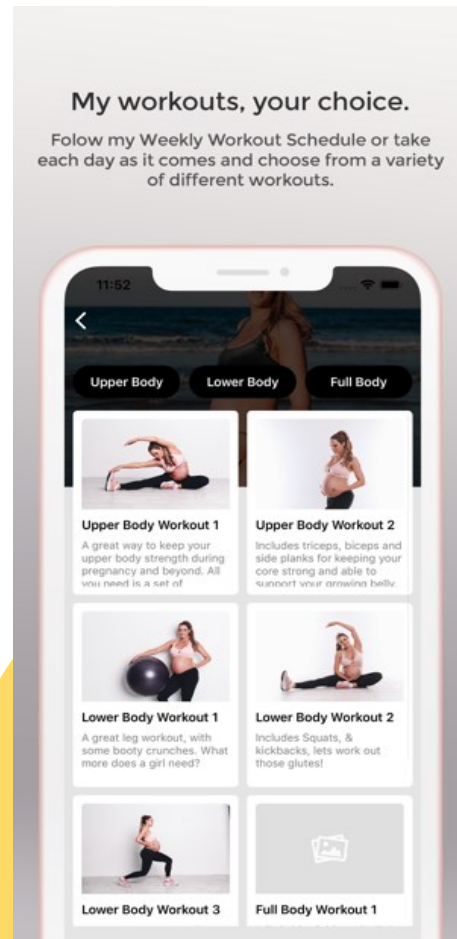 My workouts, your choice.
Folow my Weekly Workout Schedule or take
each day as it comes and choose from a variety
of different workouts.
11:52
Upper Body
Lower Body
Full Body
Upper Body Workout 1
A great way to keep your
upper body strength during
pregnancy and beyond. All
you need is a set of
Upper Body Workout 2
Includes triceps, biceps and
side planks for keeping your
core strong and able to
support your growing belly.
Lower Body Workout 1
A great leg workout, with
some booty crunches. What
more does a girl need?
Lower Body Workout 2
Includes Squats, &
kickbacks, lets work out
those glutes!
Lower Body Workout 3
Full Body Workout 1